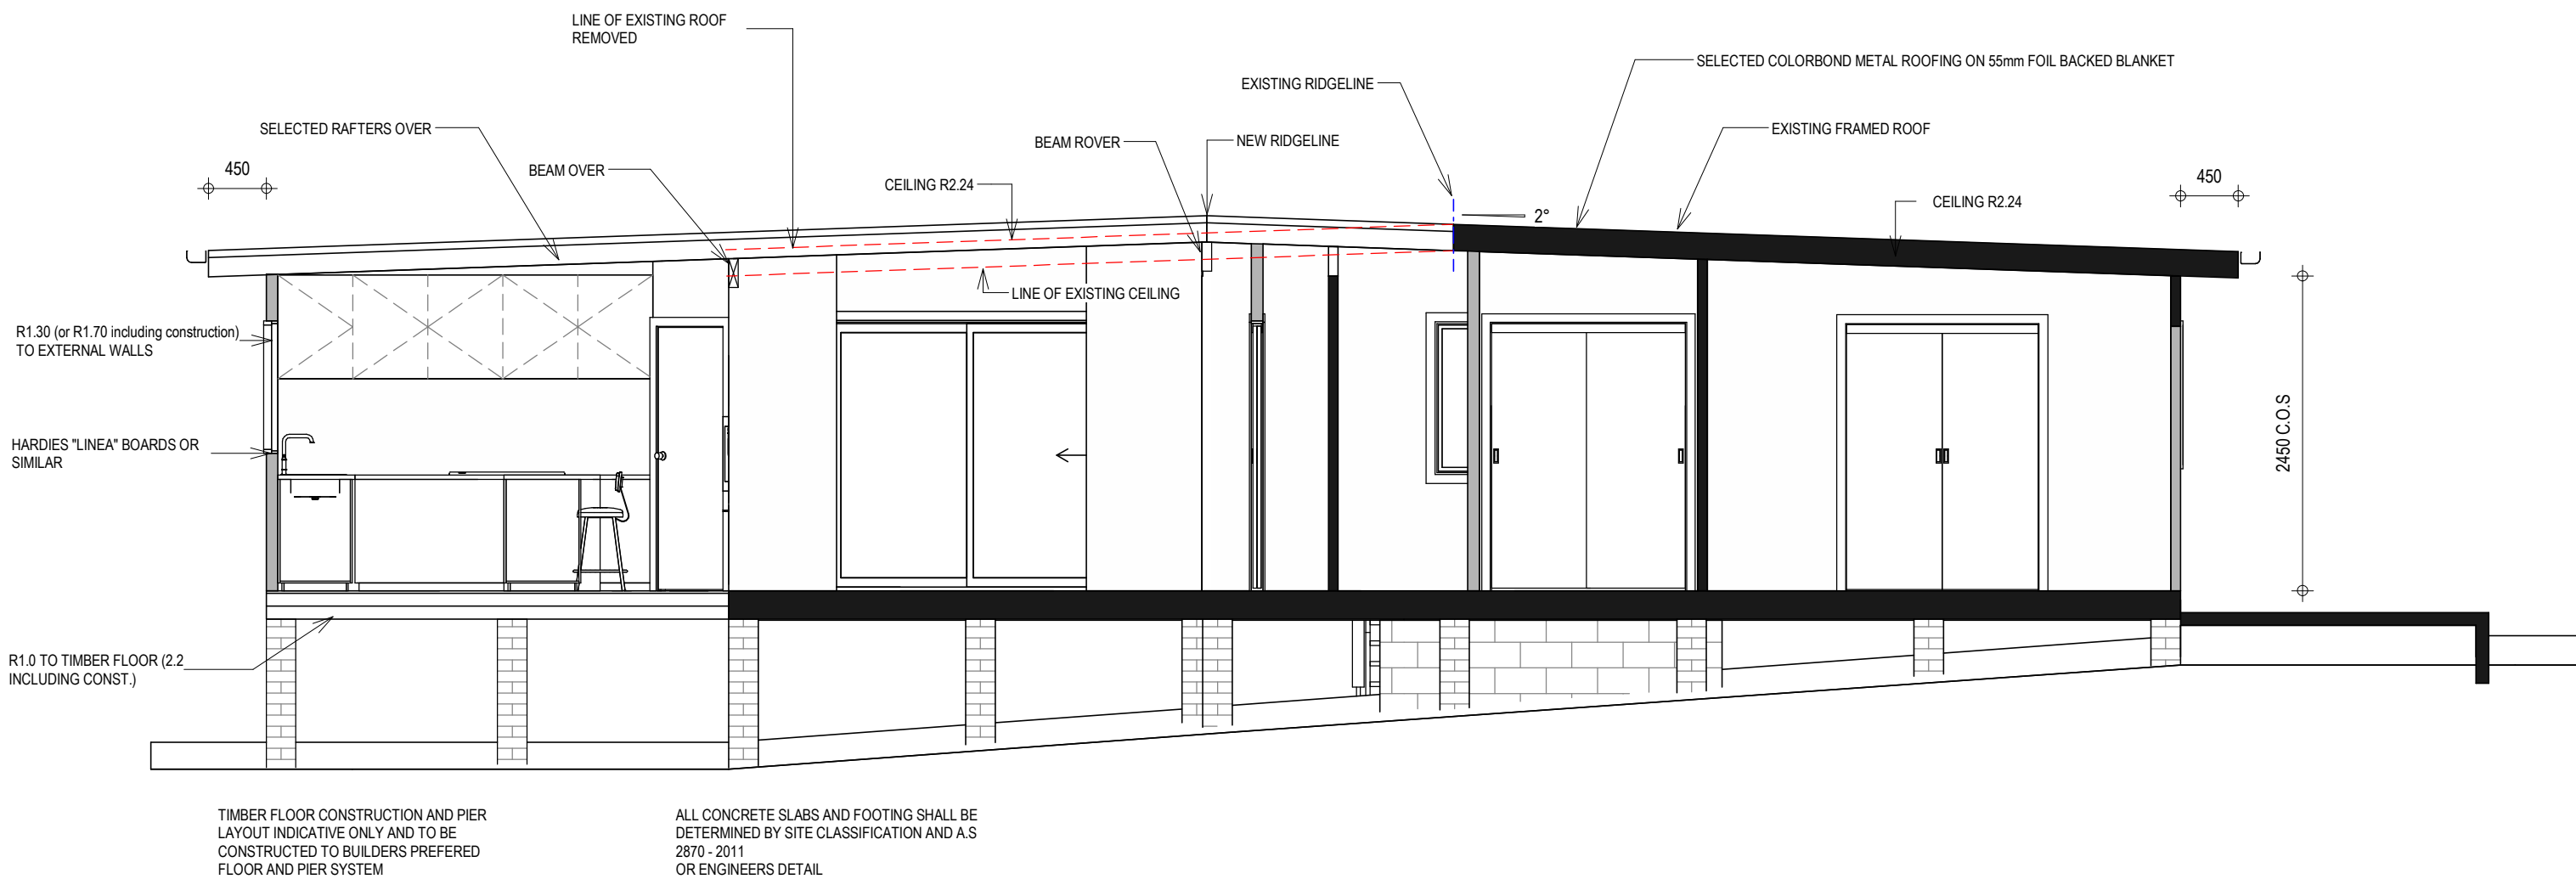 LINE OF EXISTING ROOF
REMOVED
SELECTED COLORBOND METAL ROOFING ON 55mm FOIL BACKED BLANKET
EXISTING RIDGELINE
SELECTED RAFTERS OVER
EXISTING FRAMED ROOF
BEAM ROVER
NEW RIDGELINE
450
BEAM OVER
CEILING R2.24
450
CEILING R2.24
2°
LINE OF EXISTING CEILING
R1.30 (or R1.70 including construction)
TO EXTERNAL WALLS
2450 C.O.S
HARDIES "LINEA" BOARDS OR
SIMILAR
R1.0 TO TIMBER FLOOR (2.2
INCLUDING CONST.)
TIMBER FLOOR CONSTRUCTION AND PIER
LAYOUT INDICATIVE ONLY AND TO BE
CONSTRUCTED TO BUILDERS PREFERED
FLOOR AND PIER SYSTEM
ALL CONCRETE SLABS AND FOOTING SHALL BE
DETERMINED BY SITE CLASSIFICATION AND A.S
2870 - 2011
OR ENGINEERS DETAIL